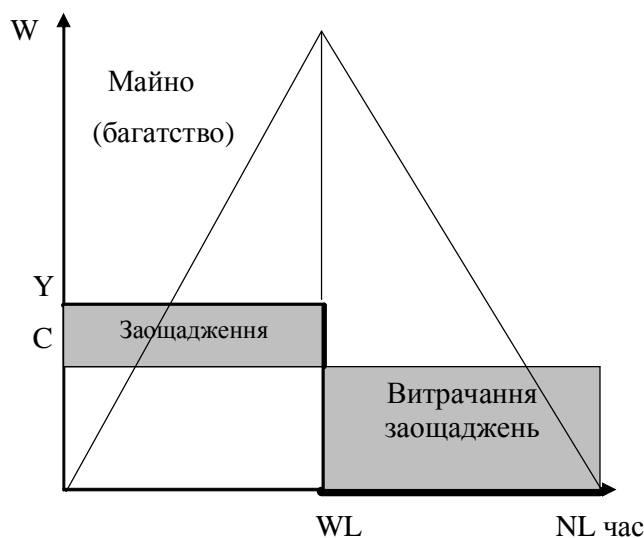 W
Майно
(багатство)
Y
Заощадження
C
Витрачання
заощаджень
WL
NL час